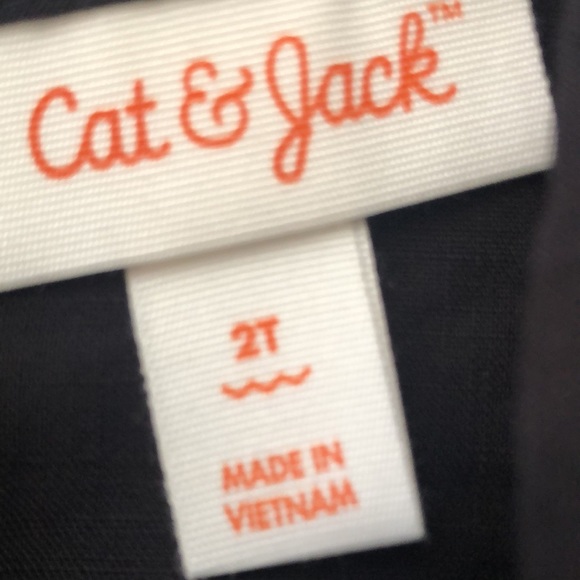 Cat & Jack™
2T
MADE IN
VIETNAM